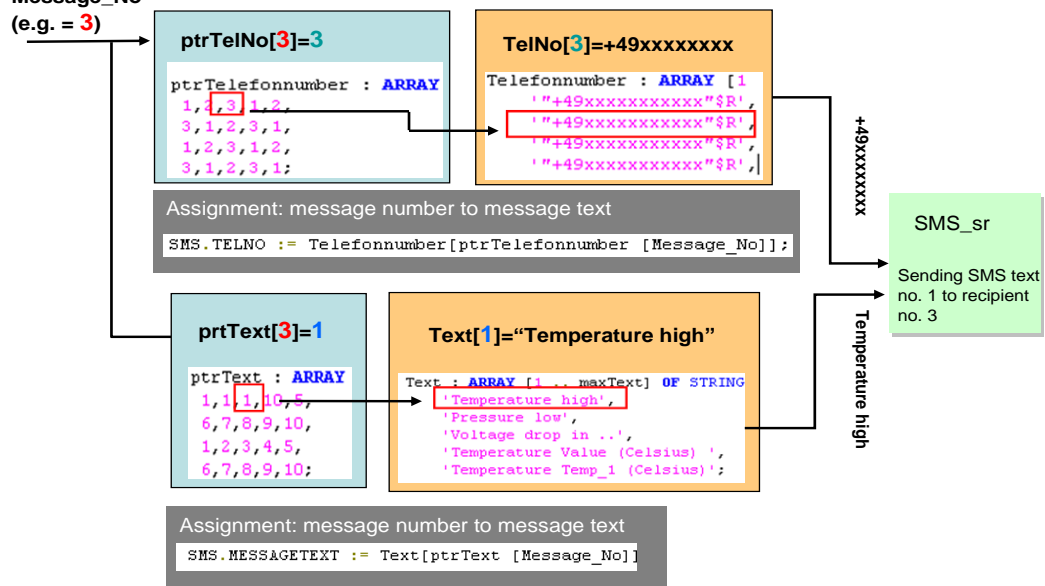 Message_No
(e.g. = 3)
ptrTelNo[3]=3
ptrTelefonnumber : ARRAY
1,2,3,1,2,
3,1,2,3,1,
1,2,3,1,2,
3,1,2,3,1;
TelNo[3]=+49xxxxxxxx
Telefonnumber : ARRAY [1
'"+49xxxxxxxxxxx"$R',
'"+49xxxxxxxxxxx"$R',
'"+49xxxxxxxxxxx"$R',
'"+49xxxxxxxxxxx"$R',
Assignment: message number to message text
SMS.TELNO := Telefonnumber[ptrTelefonnumber [Message_No]];
+49xxxxxxxxx
SMS_sr
Sending SMS text
no. 1 to recipient
no. 3
prtText[3]=1
ptrText : ARRAY
1,1,1,10,5,
6,7,8,9,10,
1,2,3,4,5,
6,7,8,9,10;
Text[1]=“Temperature high”
Text : ARRAY [1 .. maxText] OF STRING
'Temperature high',
'Pressure low',
'Voltage drop in ..',
'Temperature Value (Celsius) ',
'Temperature Temp_1 (Celsius)';
Temperature high
Assignment: message number to message text
SMS.MESSAGETEXT := Text[ptrText [Message_No]]